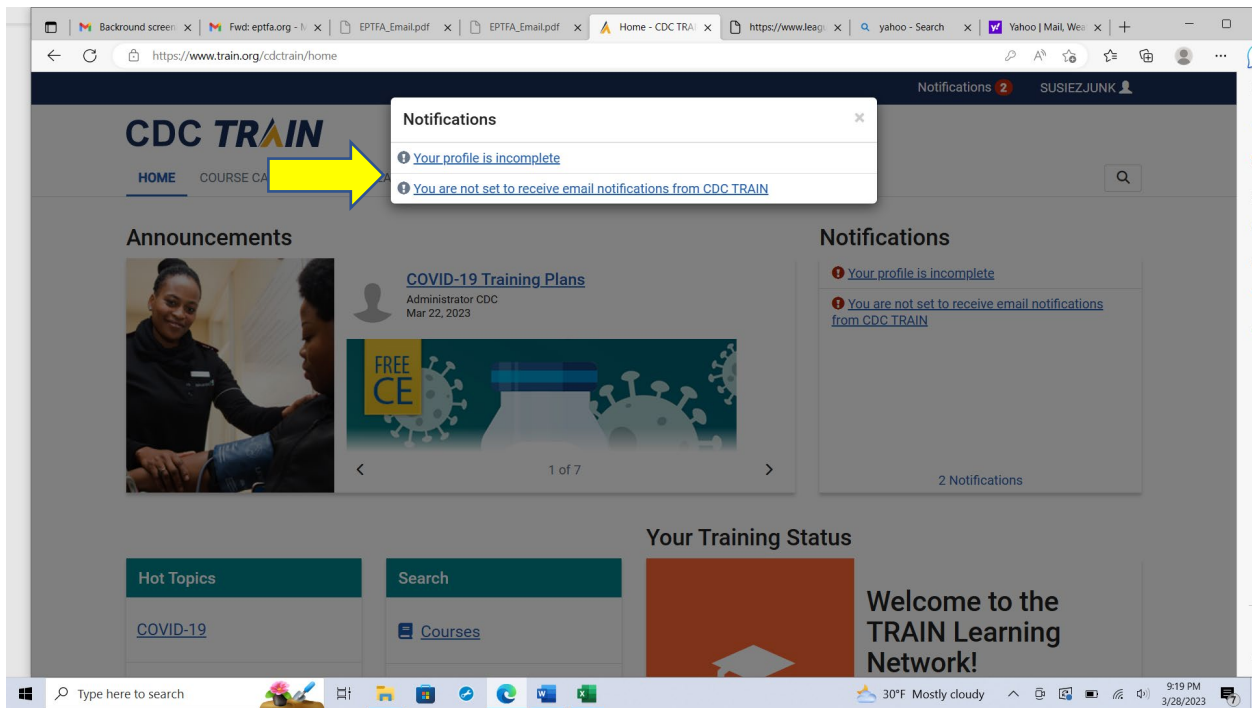 Backround screen
Fwd: eptfa.org - M
EPTFA_Email.pdf
EPTFA_Email.pdf
Home - CDC TRAI
https://www.leagu
yahoo - Search
Yahoo | Mail, Wea
https://www.train.org/cdctrain/home
Notifications 2
SUSIEZJUNK
CDC TRAIN
HOME
COURSE CA
Notifications
Your profile is incomplete
You are not set to receive email notifications from CDC TRAIN
Announcements
COVID-19 Training Plans
Administrator CDC
Mar 22, 2023
FREE
CE
1 of 7
Notifications
Your profile is incomplete
You are not set to receive email notifications
from CDC TRAIN
2 Notifications
Your Training Status
Hot Topics
COVID-19
Search
Courses
Welcome to the
TRAIN Learning
Network!
Type here to search
30°F Mostly cloudy
9:19 PM
3/28/2023
7